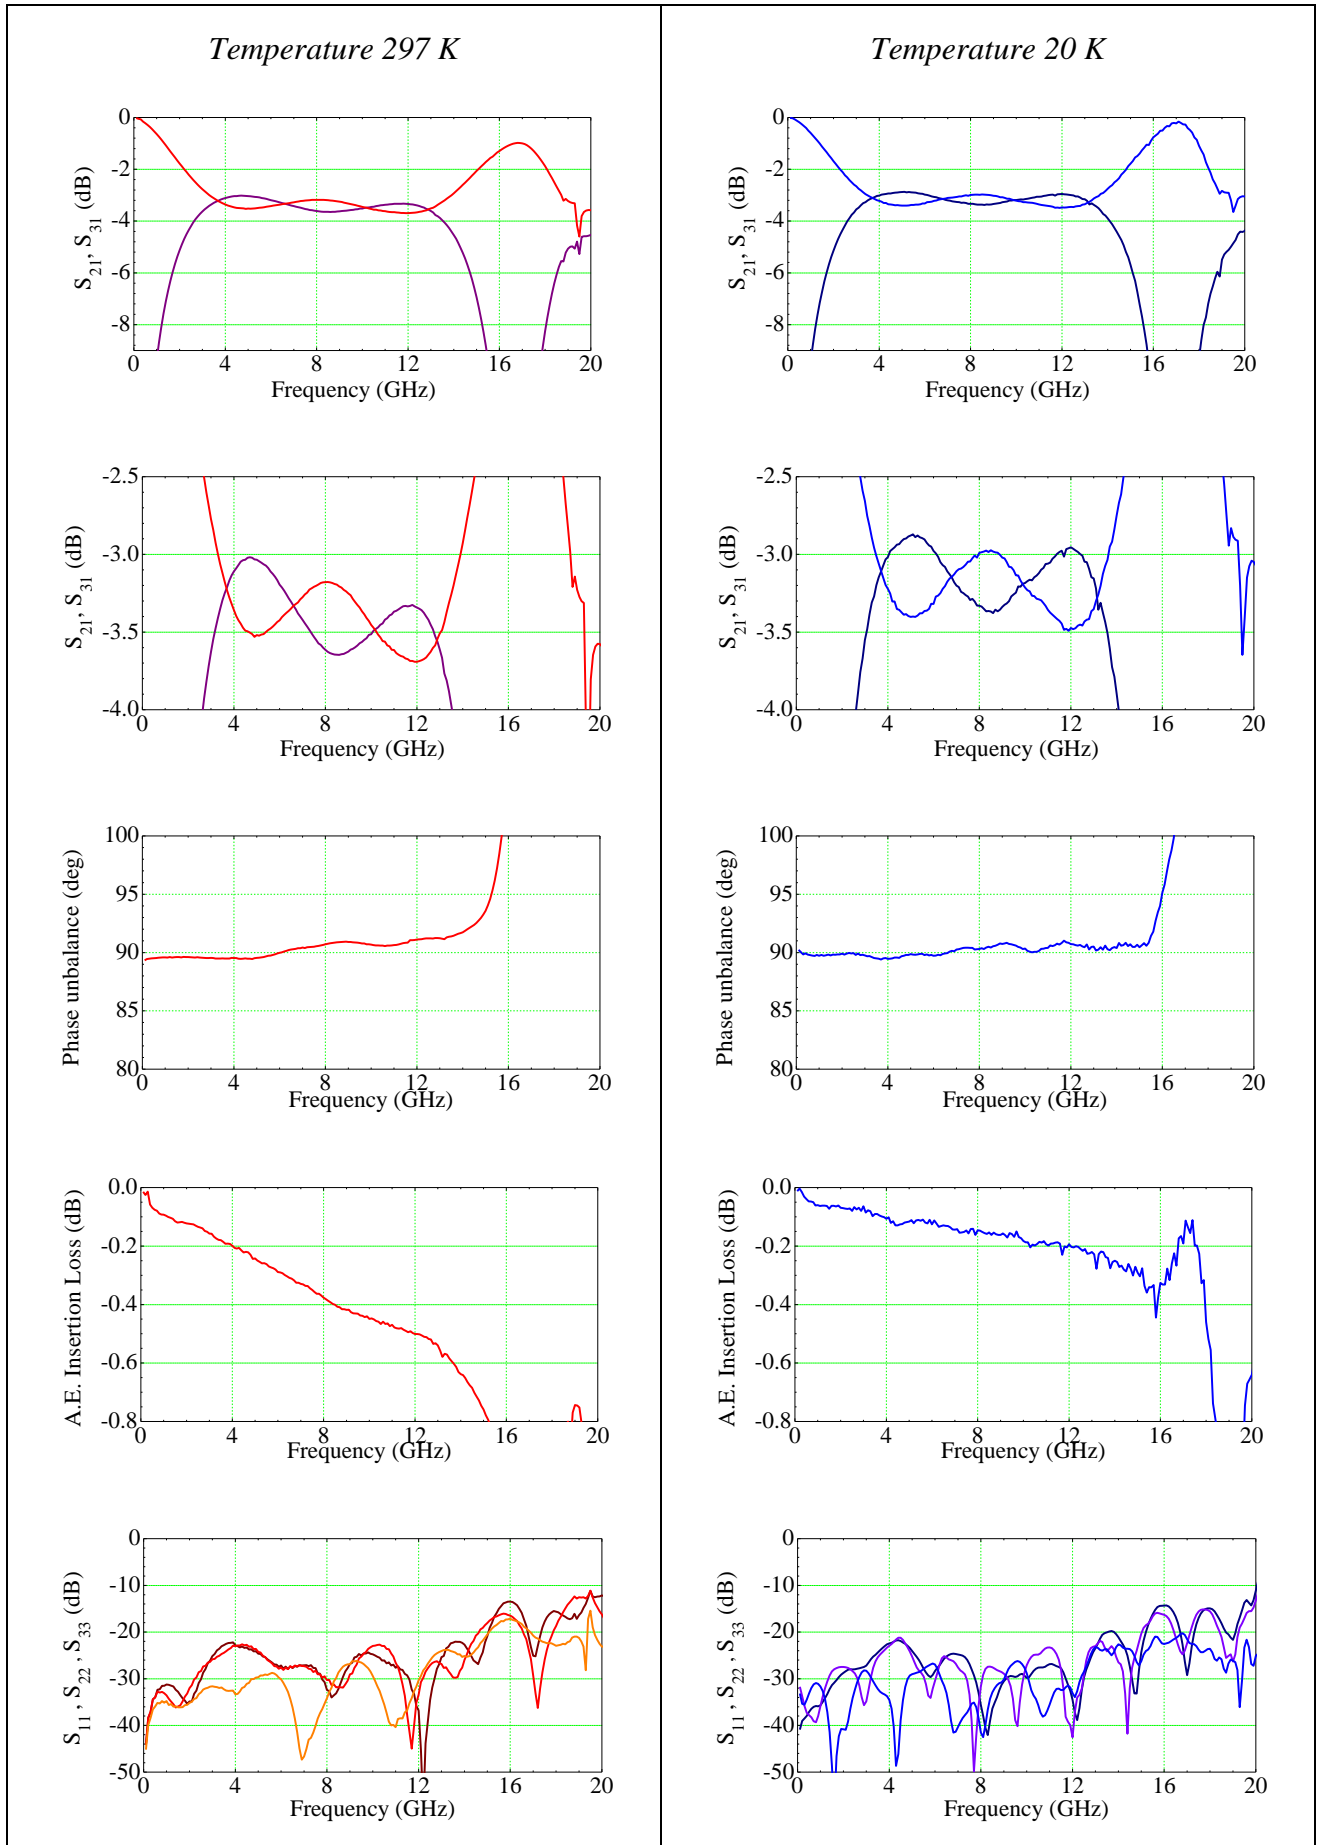 Temperature 297 K
0
-2
-4
-6
-8
S21, S31 (dB)
0 4 8 12 16 20
Frequency (GHz)
-2.5
-3.0
-3.5
-4.0
S21, S31 (dB)
0 4 8 12 16 20
Frequency (GHz)
100
95
90
85
80
Phase unbalance (deg)
0 4 8 12 16 20
Frequency (GHz)
0.0
-0.2
-0.4
-0.6
-0.8
A.E. Insertion Loss (dB)
0 4 8 12 16 20
Frequency (GHz)
0
-10
-20
-30
-40
-50
S11 , S22 , S33 (dB)
0 4 8 12 16 20
Frequency (GHz)
Temperature 20 K
0
-2
-4
-6
-8
S21, S31 (dB)
0 4 8 12 16 20
Frequency (GHz)
-2.5
-3.0
-3.5
-4.0
S21, S31 (dB)
0 4 8 12 16 20
Frequency (GHz)
100
95
90
85
80
Phase unbalance (deg)
0 4 8 12 16 20
Frequency (GHz)
0.0
-0.2
-0.4
-0.6
-0.8
A.E. Insertion Loss (dB)
0 4 8 12 16 20
Frequency (GHz)
0
-10
-20
-30
-40
-50
S11 , S22 , S33 (dB)
0 4 8 12 16 20
Frequency (GHz)